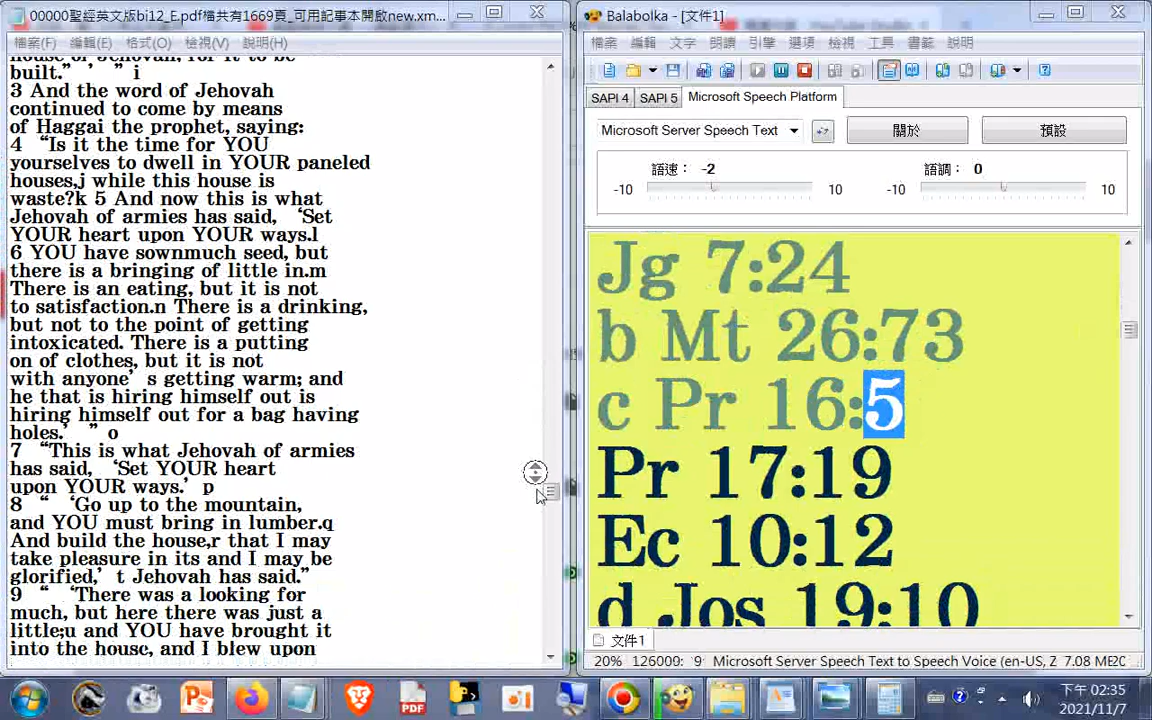 00000聖經英文版bi12_E.pdf檔共有1669頁_可用記事本開啟new.xm...
檔案(F) 編輯(E) 格式(O) 檢視(V) 說明(H)
house of Jehovah, for it to be
built." ' " i
3 And the word of Jehovah
continued to come by means
of Haggai the prophet, saying:
4 "Is it the time for YOU
yourselves to dwell in YOUR paneled
houses,j while this house is
waste?k 5 And now this is what
Jehovah of armies has said, 'Set
YOUR heart upon YOUR ways.l
6 YOU have sownmuch seed, but
there is a bringing of little in.m
There is an eating, but it is not
to satisfaction.n There is a drinking,
but not to the point of getting
intoxicated. There is a putting
on of clothes, but it is not
with anyone's getting warm; and
he that is hiring himself out is
hiring himself out for a bag having
holes.' " o
7 "This is what Jehovah of armies
has said, 'Set YOUR heart
upon YOUR ways.' p
8 " 'Go up to the mountain,
and YOU must bring in lumber.q
And build the house,r that I may
take pleasure in its and I may be
glorified,' t Jehovah has said."
9 " 'There was a looking for
much, but here there was just a
little;u and YOU have brought it
into the house, and I blew upon
Balabolka - [文件1]
檔案 編輯 文字 朗讀 引擎 選項 檢視 工具 書籤 說明
SAPI 4 SAPI 5 Microsoft Speech Platform
Microsoft Server Speech Text 關於 預設
語速: -2 語調: 0
-10 10 -10 10
Jg 7:24
b Mt 26:73
c Pr 16:5
Pr 17:19
Ec 10:12
d Jos 19:10
文件1
20% 126009: 9 Microsoft Server Speech Text to Speech Voice (en-US, Z 7.08 ME2C
PDF
下午 02:35
2021/11/7